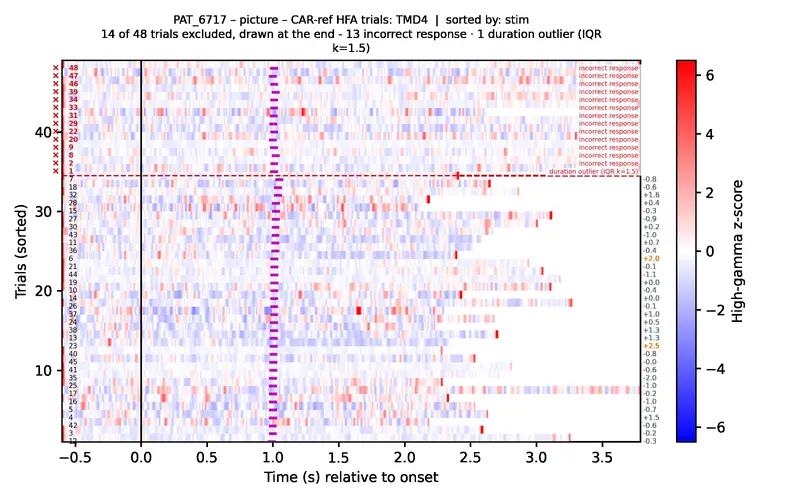 PAT_6717 – picture – CAR-ref HFA trials: TMD4 | sorted by: stim
14 of 48 trials excluded, drawn at the end - 13 incorrect response · 1 duration outlier (IQR
k=1.5)
Trials (sorted)
40
30
20
10
× 48 incorrect response
× 47 incorrect response
× 46 incorrect response
× 39 incorrect response
× 34 incorrect response
× 33 incorrect response
× 31 incorrect response
× 29 incorrect response
× 22 incorrect response
× 20 incorrect response
× 9 incorrect response
× 8 incorrect response
× 2 incorrect response
× 1 duration outlier (IQR k=1.5)
7 -0.8
18 -0.6
32 +1.6
28 +0.4
15 -0.3
27 -0.9
30 +0.2
43 -1.0
11 +0.7
36 -0.4
6 +2.0
21 -0.1
44 -1.1
19
10 -0.4
14 +0.0
26 -0.1
37 +1.0
24 +0.5
38 +1.3
13 +1.3
23 +2.5
40 -0.8
45 -0.0
41 -0.6
35 -2.0
25 -1.0
17 -0.2
16 -1.0
5 -0.7
4 +1.5
42 -0.6
3 -0.2
12 -0.3
−0.5 0.0 0.5 1.0 1.5 2.0 2.5 3.0 3.5
Time (s) relative to onset
6
4
2
0
−2
−4
−6
High-gamma z-score